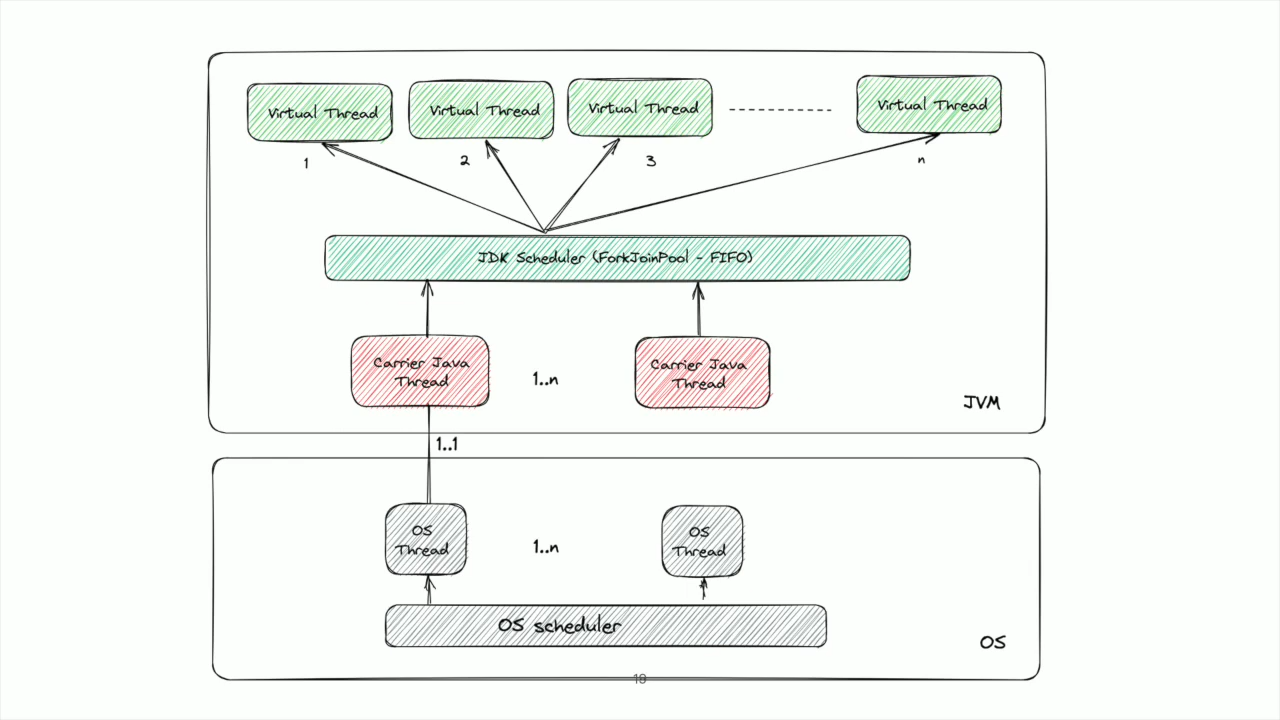 Virtual Thread
Virtual Thread
Virtual Thread
Virtual Thread
1
2
3
n
JDK Scheduler (ForkJoinPool - FIFO)
Carrier Java
Thread
1..n
Carrier Java
Thread
JVM
1..1
OS
Thread
1..n
OS
Thread
OS scheduler
OS
19